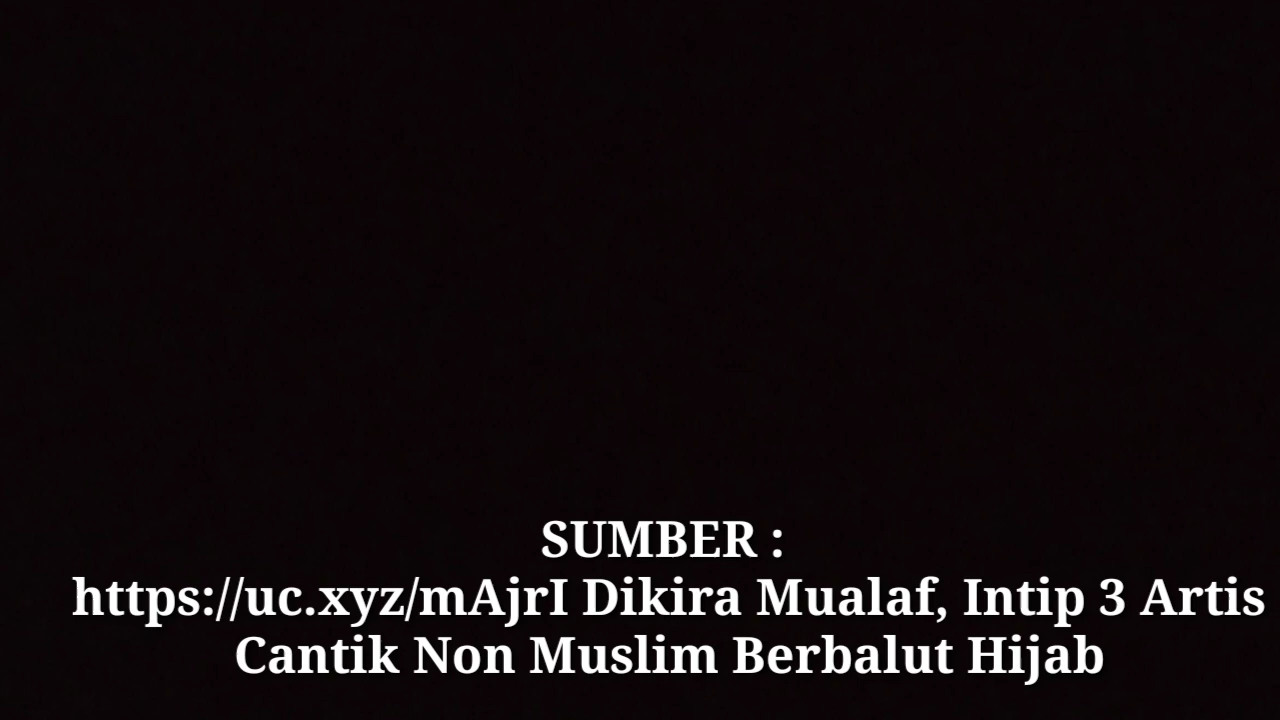 SUMBER :
https://uc.xyz/mAjrI Dikira Mualaf, Intip 3 Artis
Cantik Non Muslim Berbalut Hijab